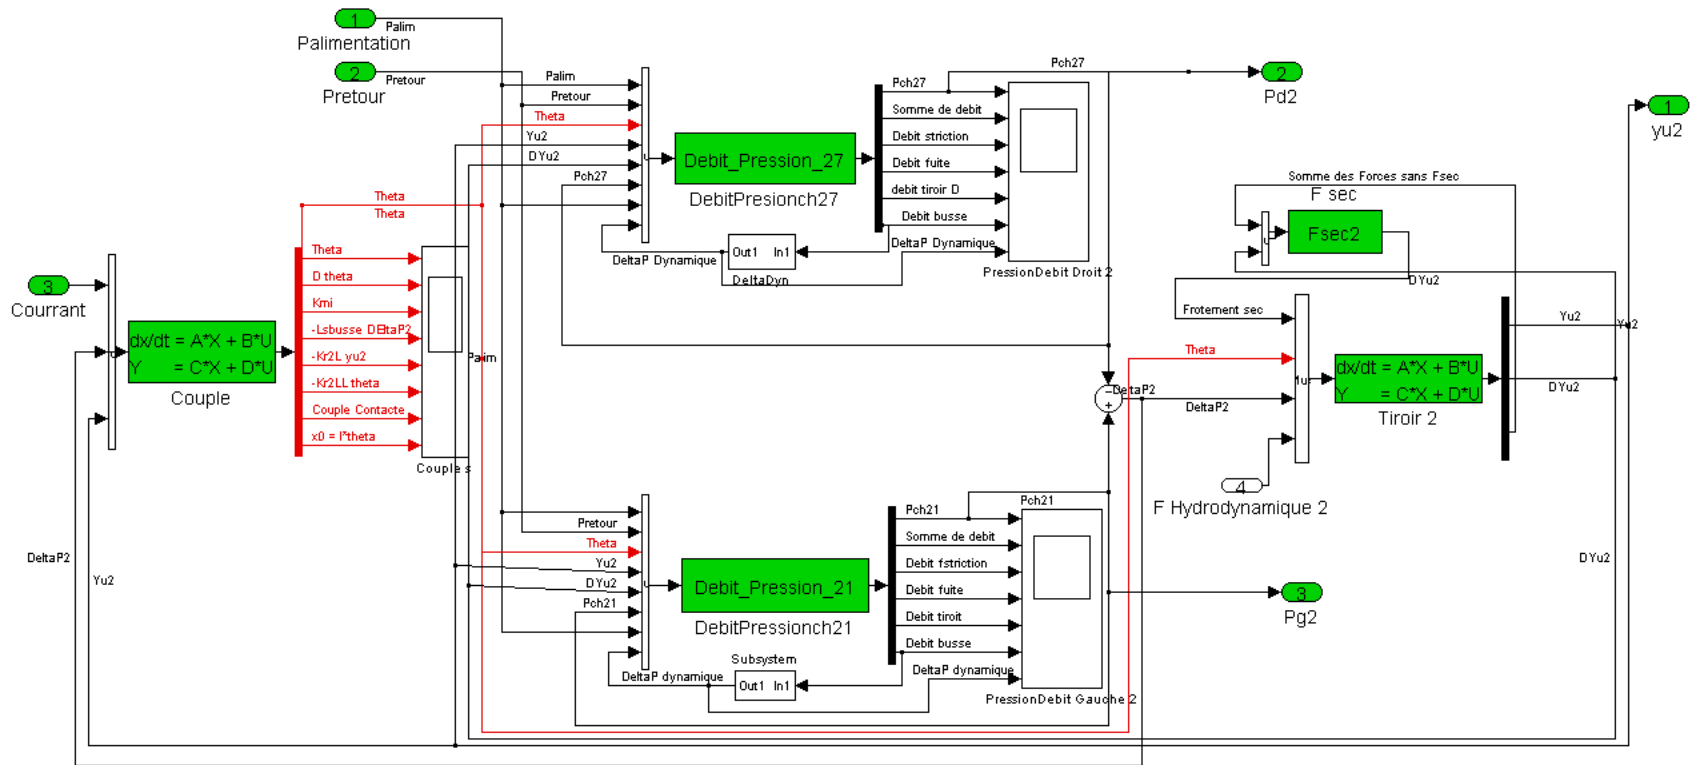 1
Palim
Palimentation
2
Pretour
Pretour
Palim
Pretour
Theta
Yu2
DYu2
Pch27
Debit_Pression_27
DebitPresionch27
Pch27
Pch27
Somme de debit
Debit striction
Debit fuite
debit tiroir D
Debit busse
DeltaP Dynamique
PressionDebit Droit 2
DeltaP Dynamique
Out1 In1
DeltaDyn
2
Pd2
1
yu2
Somme des Forces sans Fsec
F sec
Fsec2
DYu2
Theta
Theta
3
Courrant
dx/dt = A*X + B*U
Y = C*X + D*U
Couple
Theta
D theta
Kmi
-Lsbusse DEltaP2
-Kr2L yu2
-Kr2LL theta
Couple Contacte
x0 = l*theta
Couple s
Palim
Frotement sec
Theta
DeltaP2
DeltaP2
dx/dt = A*X + B*U
Y = C*X + D*U
Tiroir 2
Yu2
Yu2
DYu2
4
F Hydrodynamique 2
DeltaP2
Yu2
DYu2
Pretour
Theta
Yu2
DYu2
Pch21
Debit_Pression_21
DebitPressionch21
Pch21
Pch21
Somme de debit
Debit fstriction
Debit fuite
Debit tiroit
Debit busse
DeltaP dynamique
PressionDebit Gauche 2
Subsystem
Out1 In1
DeltaP dynamique
3
Pg2